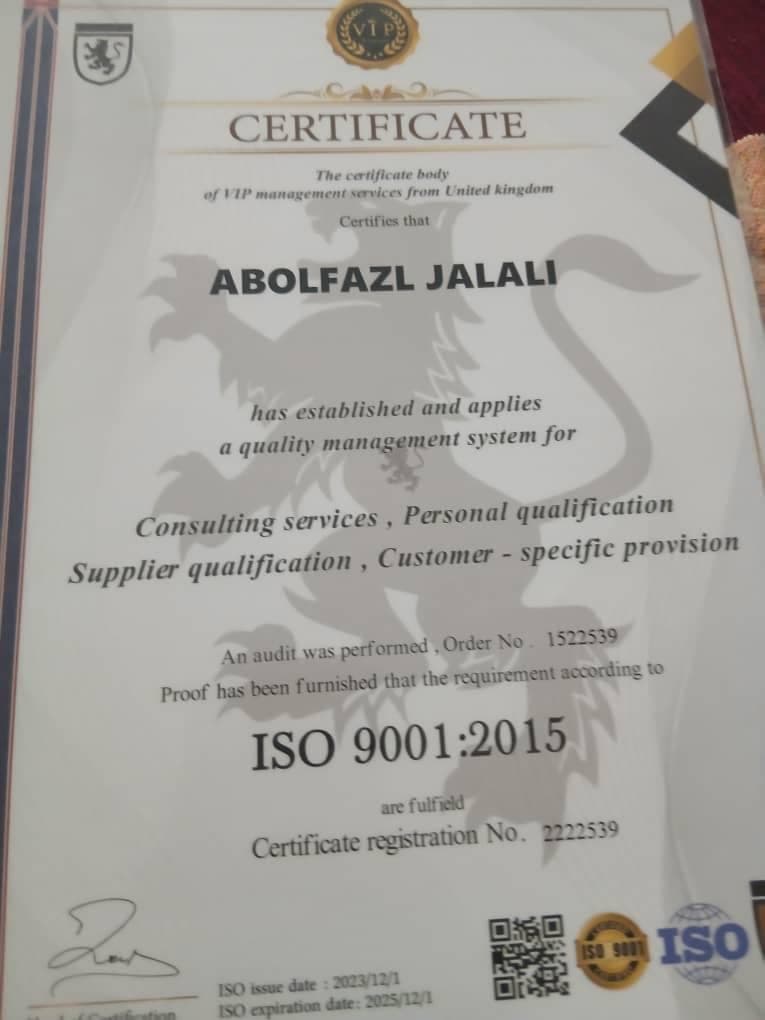 VIP
CERTIFICATE
The certificate body
of VIP management services from United kingdom
Certifies that
ABOLFAZL JALALI
has established and applies
a quality management system for
Consulting services , Personal qualification
Supplier qualification , Customer - specific provision
An audit was performed , Order No . 1522539
Proof has been furnished that the requirement according to
ISO 9001:2015
are fulfield
Certificate registration No. 2222539
ISO 9001
ISO
ISO issue date : 2023/12/1
ISO expiration date: 2025/12/1
Head of Certification